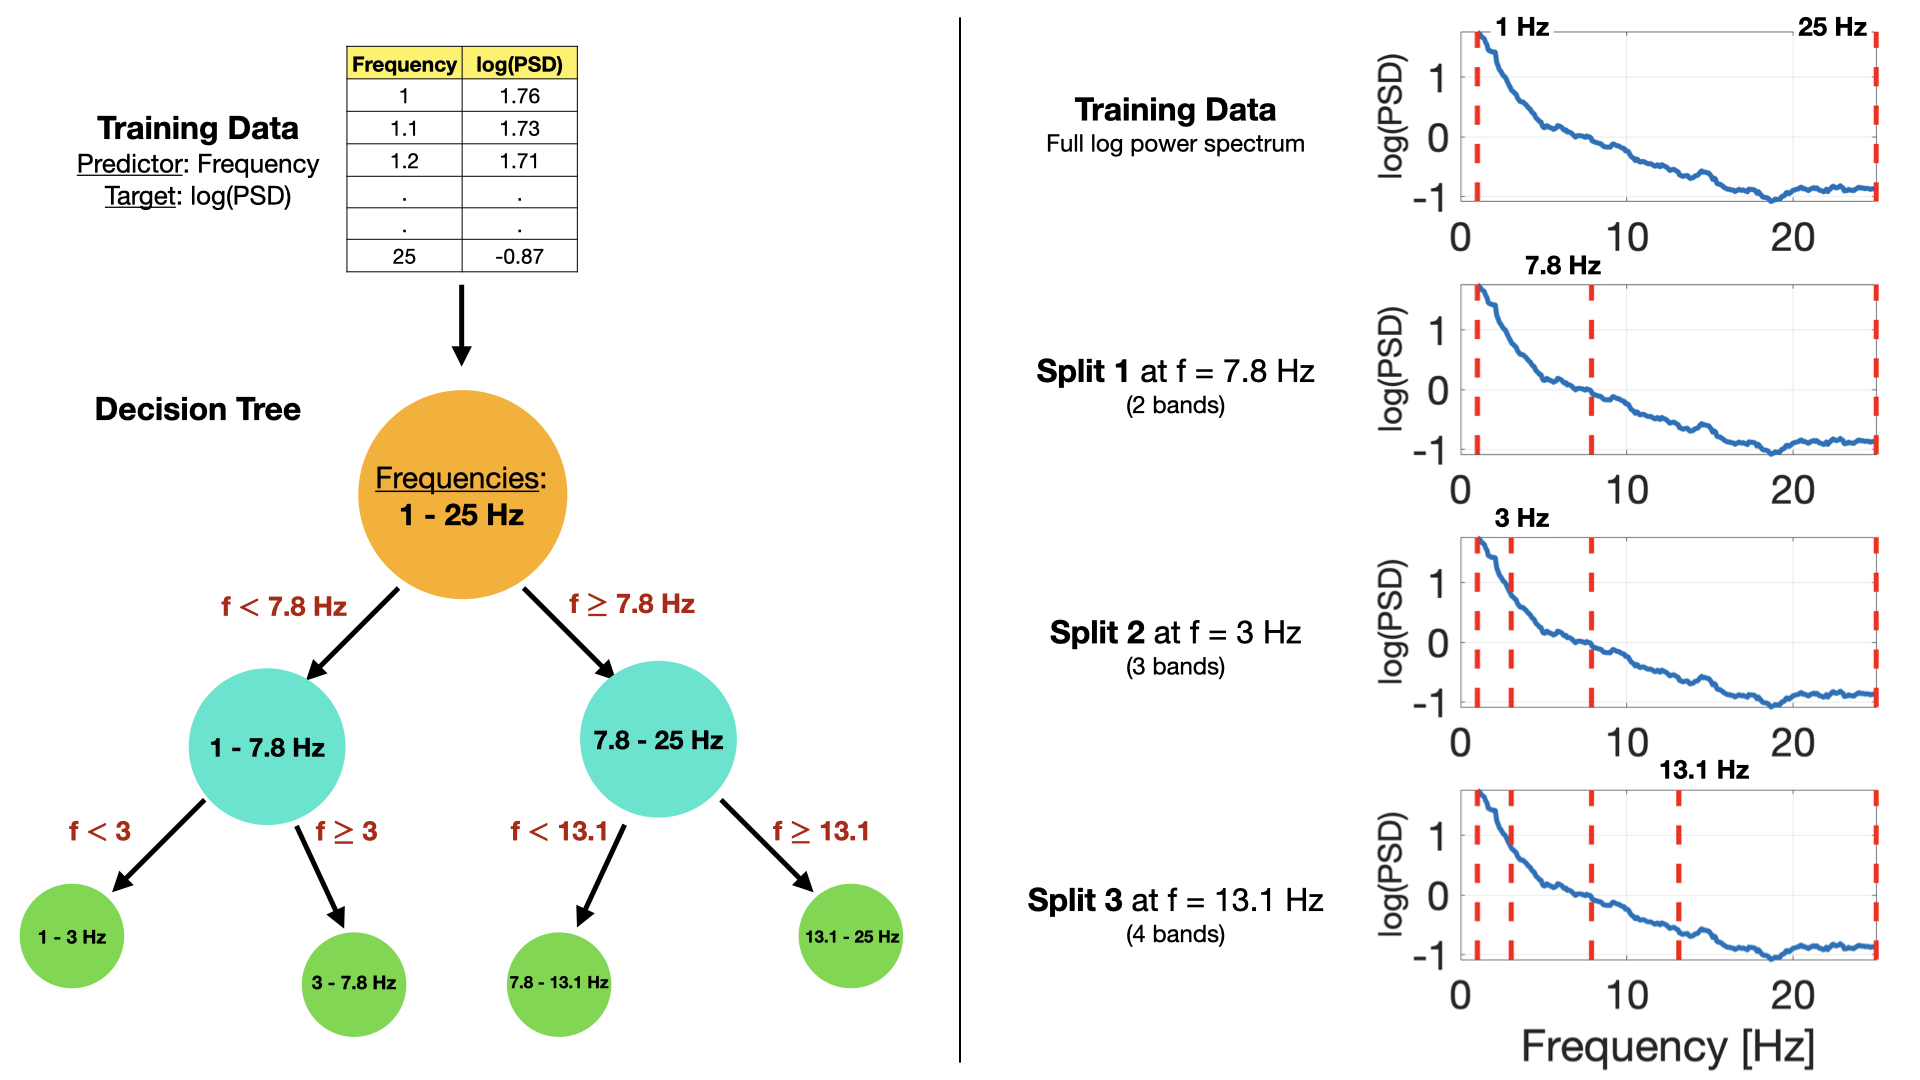 Frequency log(PSD)
1 1.76
1.1 1.73
1.2 1.71
. .
. .
25 -0.87
Training Data
Predictor: Frequency
Target: log(PSD)
Decision Tree
Frequencies:
1 - 25 Hz
f < 7.8 Hz
f ≥ 7.8 Hz
1 - 7.8 Hz
7.8 - 25 Hz
f < 3
f ≥ 3
f < 13.1
f ≥ 13.1
1 - 3 Hz
3 - 7.8 Hz
7.8 - 13.1 Hz
13.1 - 25 Hz
Training Data
Full log power spectrum
1 Hz
25 Hz
log(PSD)
1
0
-1
0 10 20
Split 1 at f = 7.8 Hz
(2 bands)
7.8 Hz
log(PSD)
1
0
-1
0 10 20
Split 2 at f = 3 Hz
(3 bands)
3 Hz
log(PSD)
1
0
-1
0 10 20
Split 3 at f = 13.1 Hz
(4 bands)
13.1 Hz
log(PSD)
1
0
-1
0 10 20
Frequency [Hz]